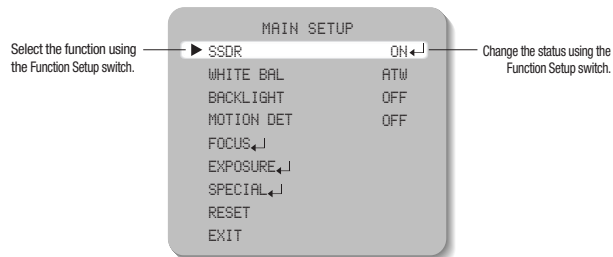 MAIN SETUP
Select the function using
the Function Setup switch.
▶ SSDR ON↵
Change the status using the
Function Setup switch.
WHITE BAL ATW
BACKLIGHT OFF
MOTION DET OFF
FOCUS↵
EXPOSURE↵
SPECIAL↵
RESET
EXIT